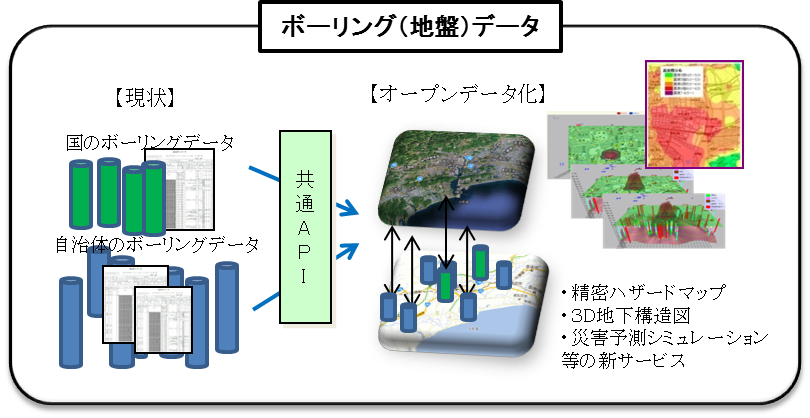 ボーリング（地盤）データ
【現状】
【オープンデータ化】
国のボーリングデータ
共通ＡＰＩ
自治体のボーリングデータ
・精密ハザードマップ
・３Ｄ地下構造図
・災害予測シミュレーション
等の新サービス